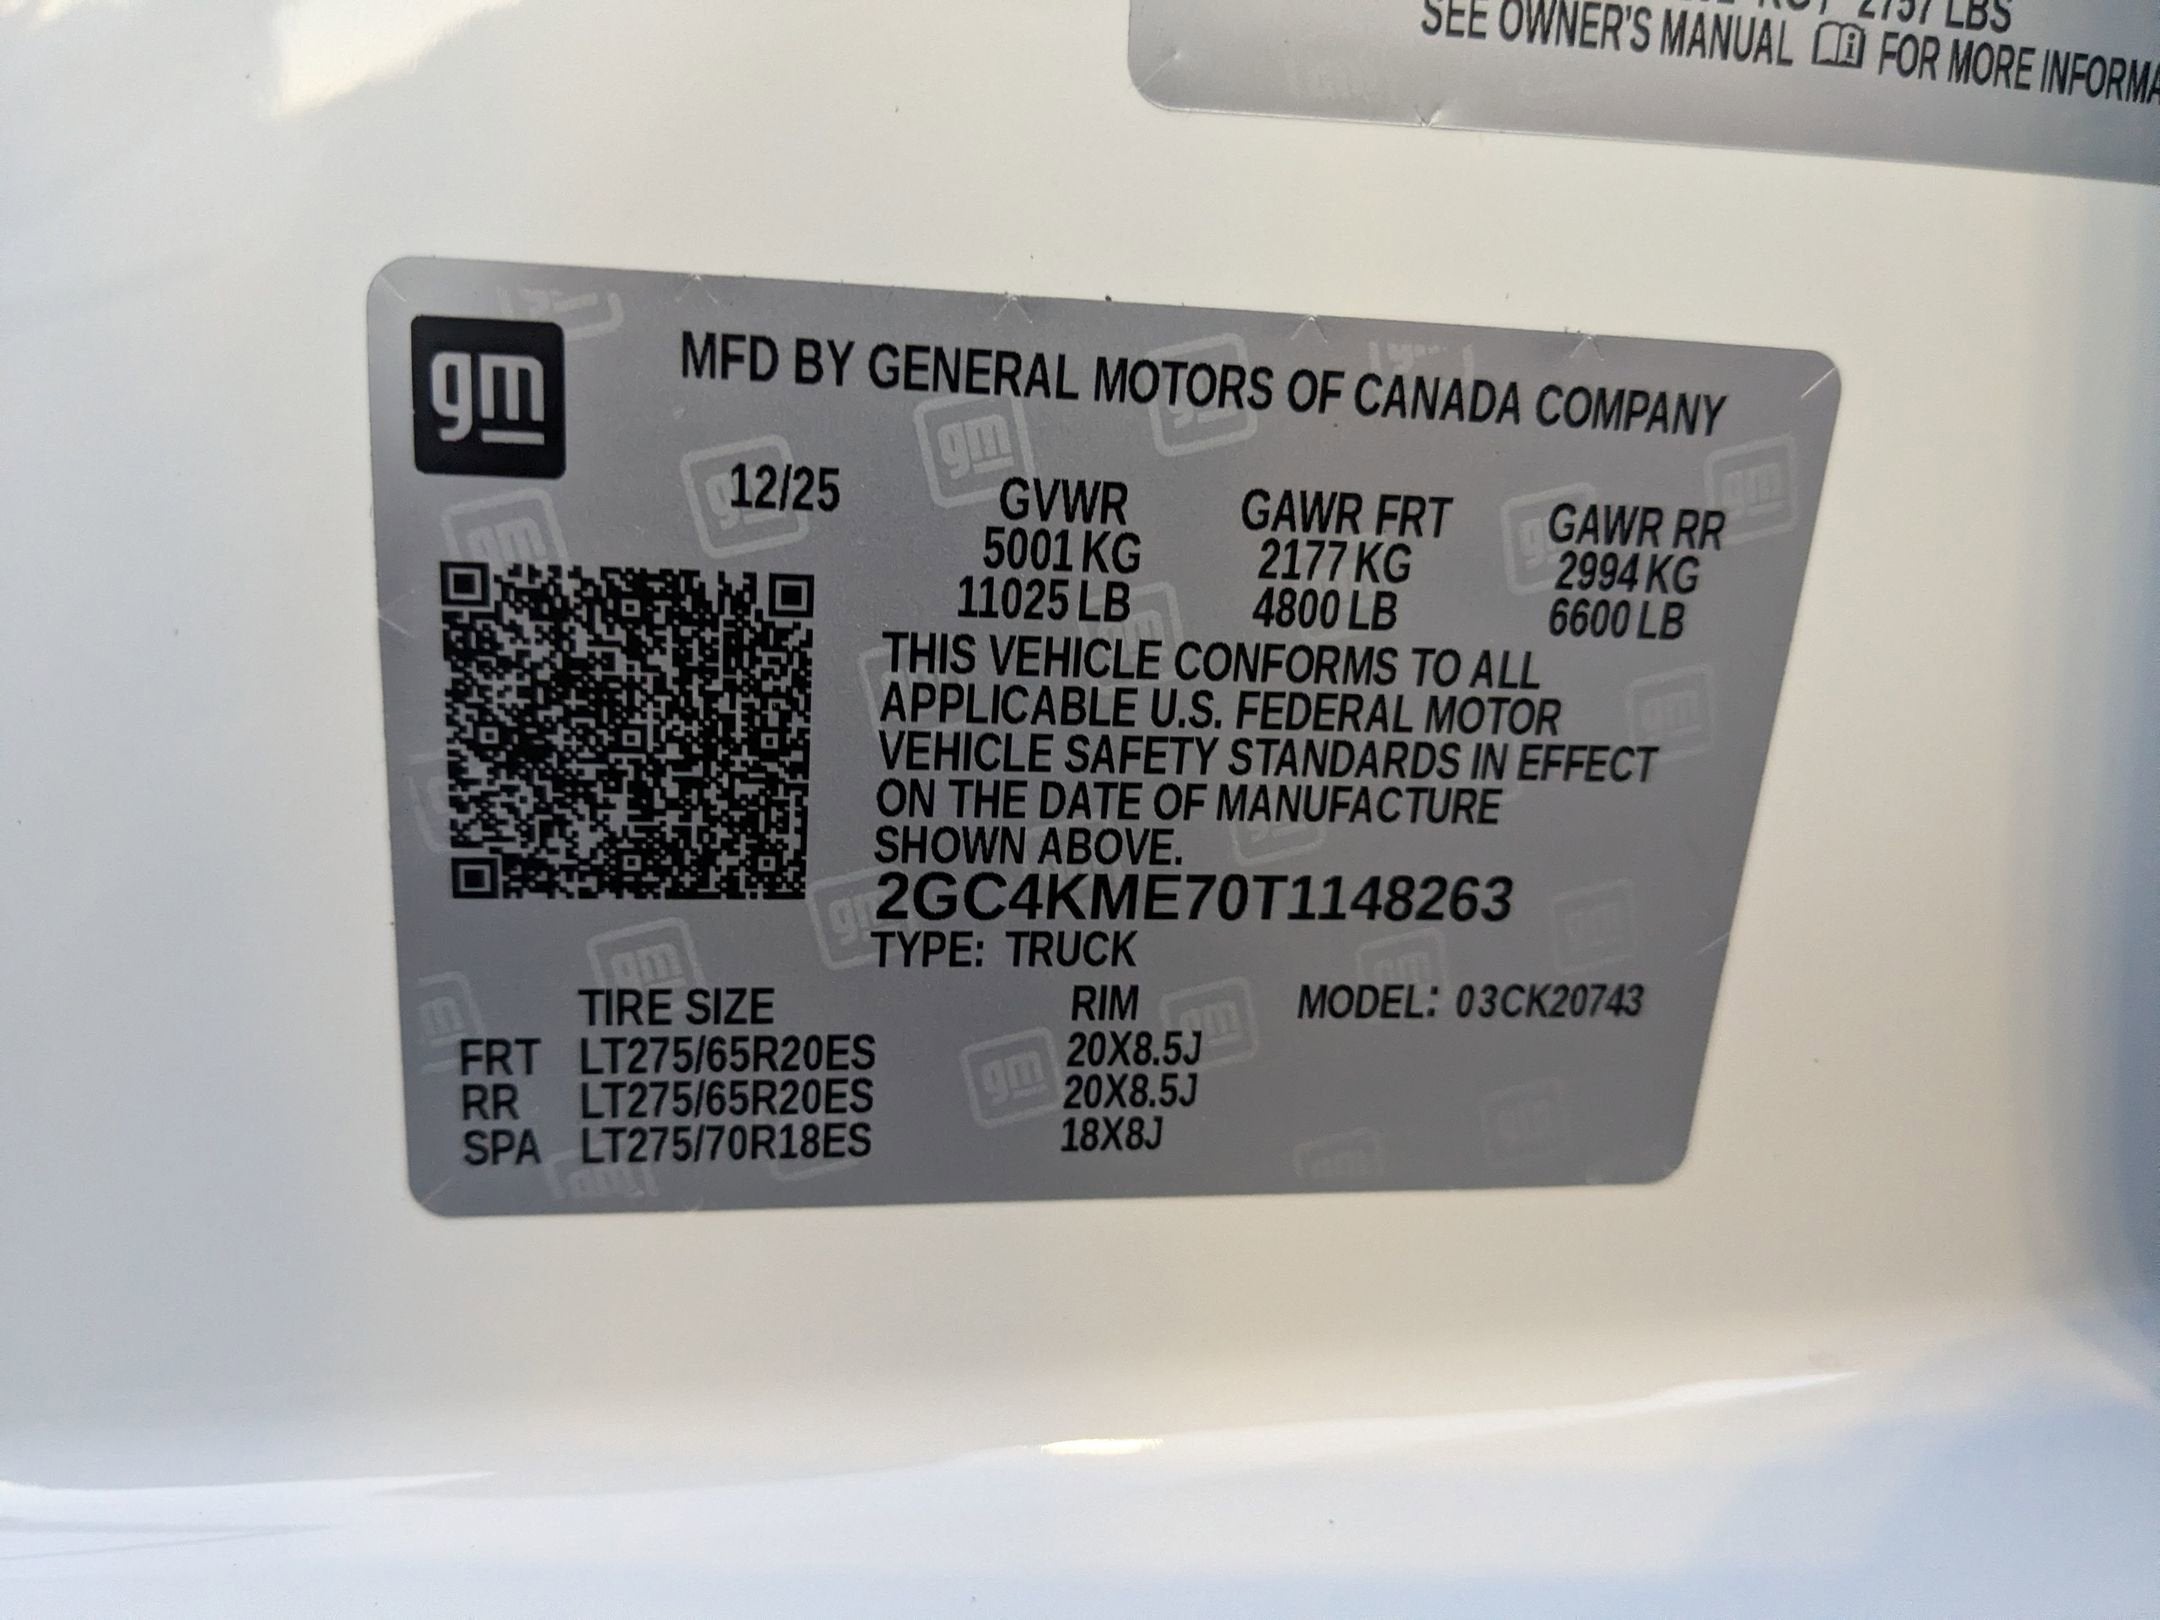 2757 LBS
SEE OWNER'S MANUAL FOR MORE
gm
MFD BY GENERAL MOTORS OF CANADA COMPANY
12/25 GVWR GAWR FRT GAWR RR
5001 KG 2177 KG 2994 KG
11025 LB 4800 LB 6600 LB
THIS VEHICLE CONFORMS TO ALL
APPLICABLE U.S. FEDERAL MOTOR
VEHICLE SAFETY STANDARDS IN EFFECT
ON THE DATE OF MANUFACTURE
SHOWN ABOVE.
2GC4KME70T1148263
TYPE: TRUCK
TIRE SIZE RIM MODEL: 03CK20743
FRT LT275/65R20ES 20X8.5J
RR LT275/65R20ES 20X8.5J
SPA LT275/70R18ES 18X8J